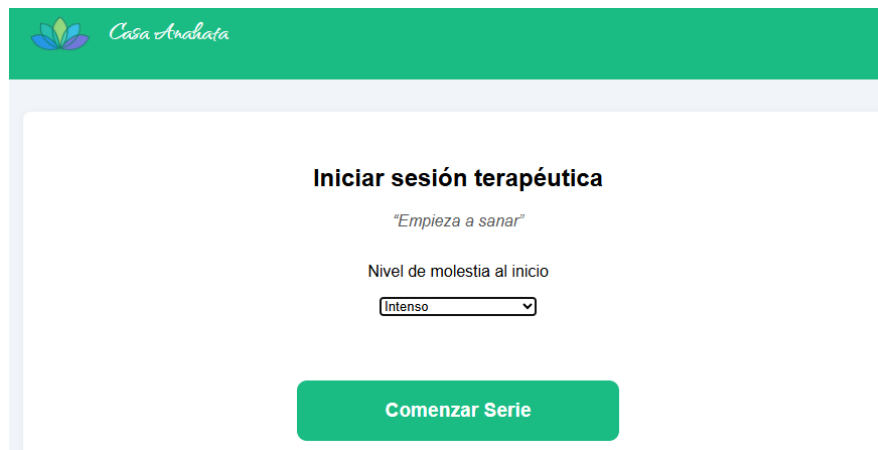 Casa Anahata
Iniciar sesión terapéutica
“Empieza a sanar”
Nivel de molestia al inicio
Intenso
Comenzar Serie